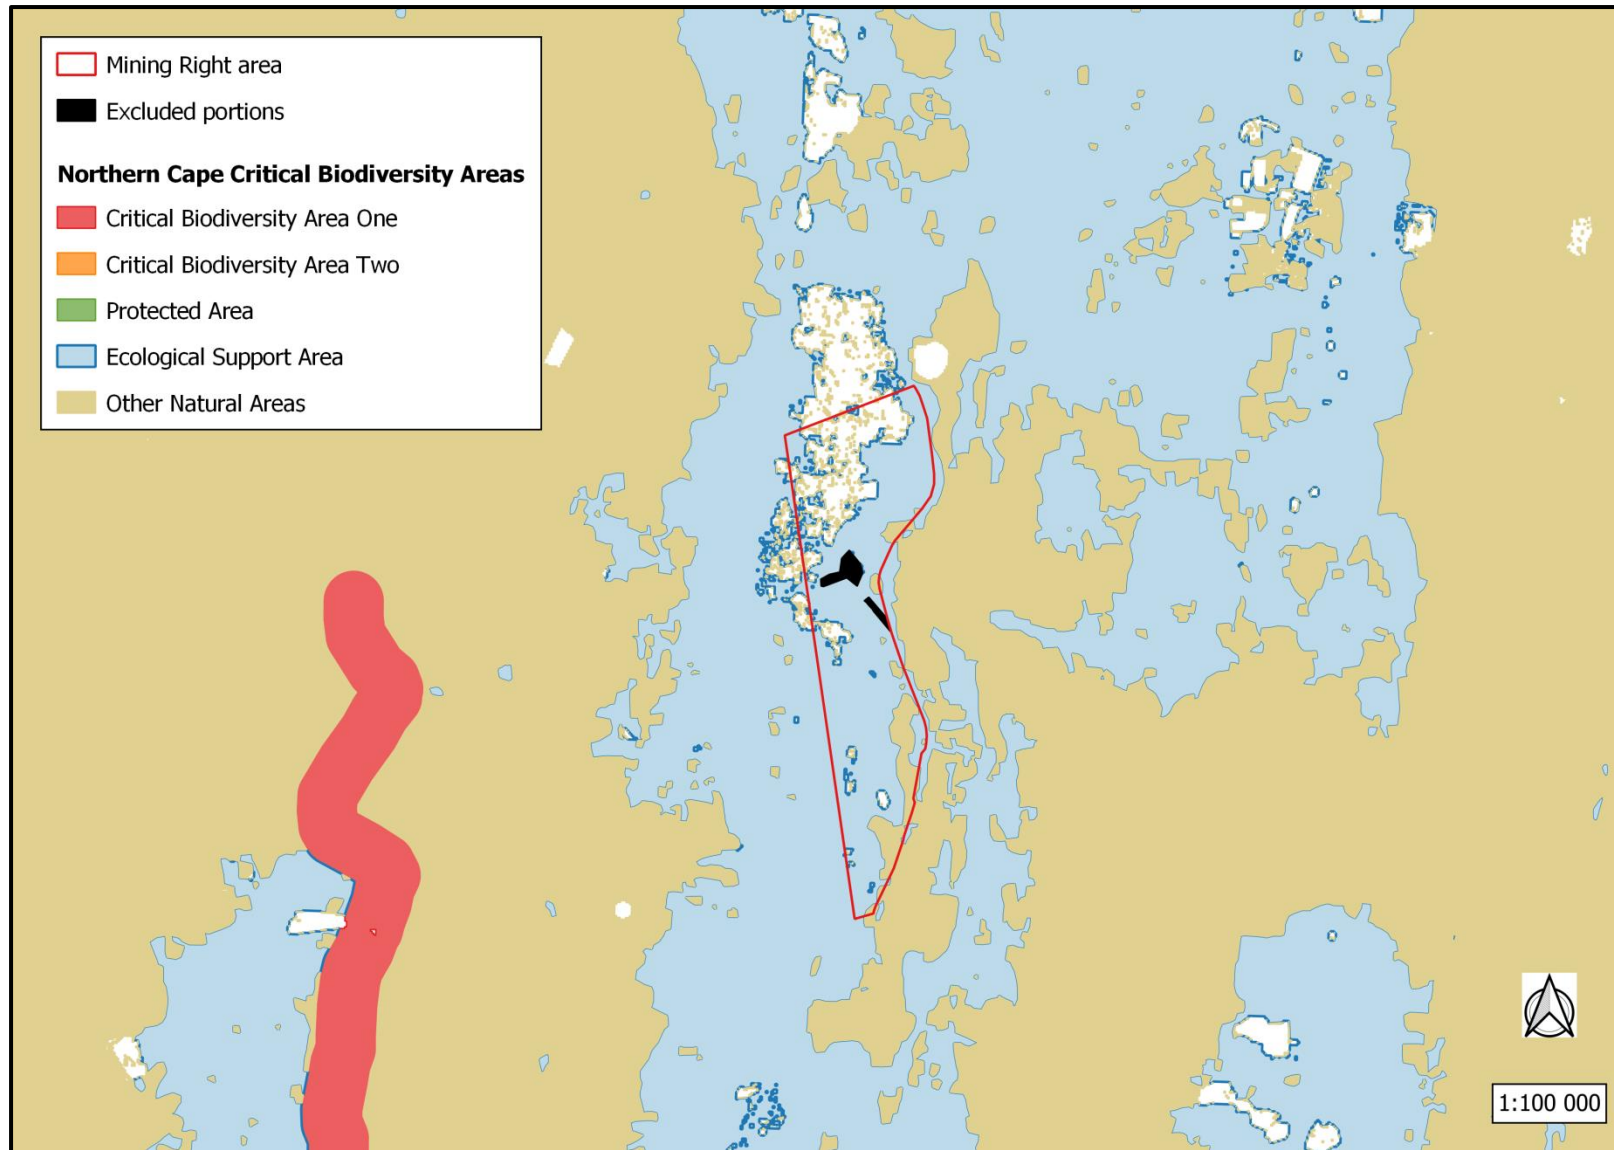 Mining Right area
Excluded portions
Northern Cape Critical Biodiversity Areas
Critical Biodiversity Area One
Critical Biodiversity Area Two
Protected Area
Ecological Support Area
Other Natural Areas
1:100 000